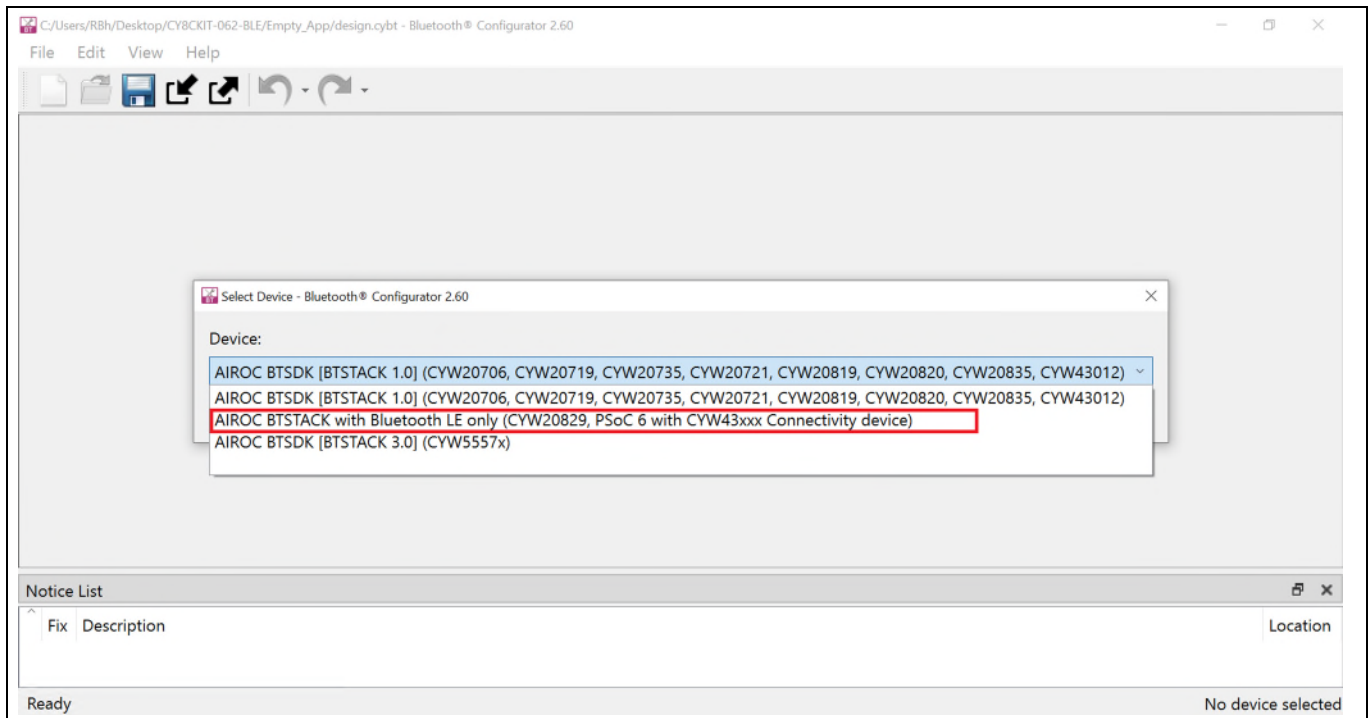 C:/Users/RBh/Desktop/CY8CKIT-062-BLE/Empty_App/design.cybt - Bluetooth® Configurator 2.60
File Edit View Help
Select Device - Bluetooth® Configurator 2.60
Device:
AIROC BTSDK [BTSTACK 1.0] (CYW20706, CYW20719, CYW20735, CYW20721, CYW20819, CYW20820, CYW20835, CYW43012)
AIROC BTSDK [BTSTACK 1.0] (CYW20706, CYW20719, CYW20735, CYW20721, CYW20819, CYW20820, CYW20835, CYW43012)
AIROC BTSTACK with Bluetooth LE only (CYW20829, PSoC 6 with CYW43xxx Connectivity device)
AIROC BTSDK [BTSTACK 3.0] (CYW5557x)
Notice List
Fix Description Location
Ready No device selected